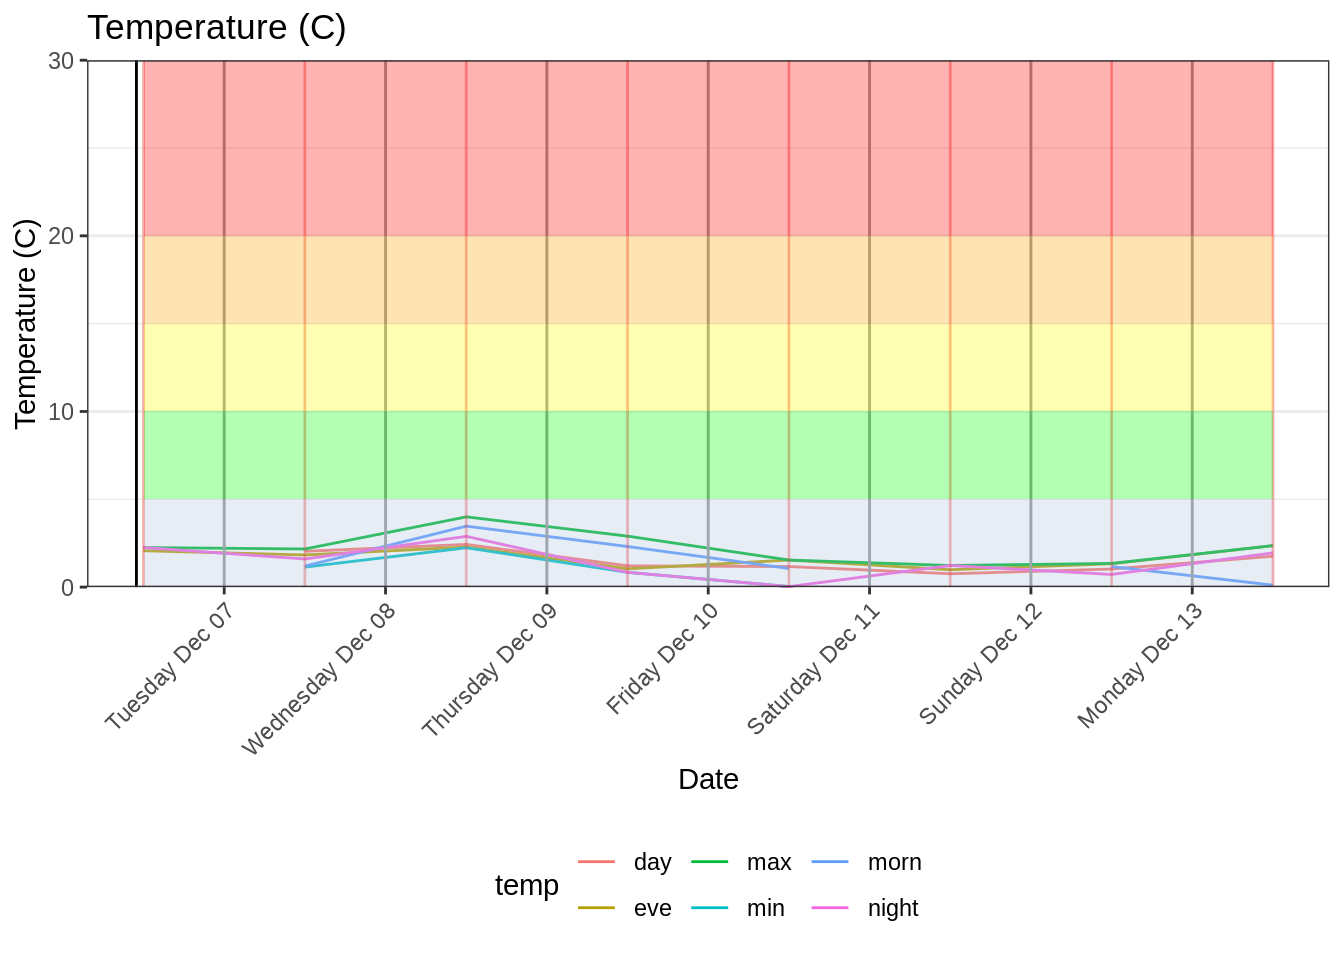 Temperature (C)
Temperature (C)
30
20
10
0
Tuesday Dec 07
Wednesday Dec 08
Thursday Dec 09
Friday Dec 10
Saturday Dec 11
Sunday Dec 12
Monday Dec 13
Date
temp
day
max
morn
eve
min
night